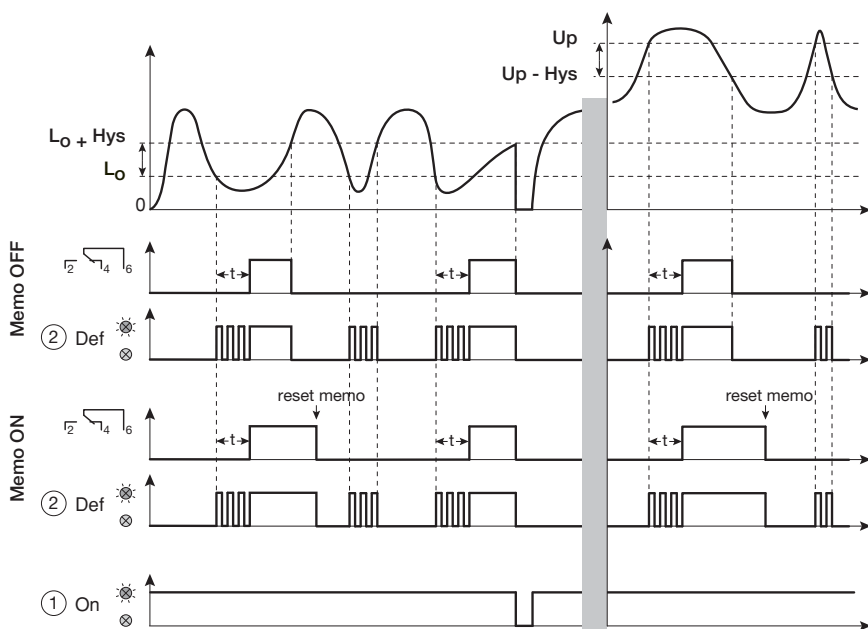 Up
Up - Hys
Lo + Hys
Lo
0
Memo OFF
2 4 6
t t t
② Def
Memo ON
reset memo reset memo
2 4 6
t t t
② Def
① On